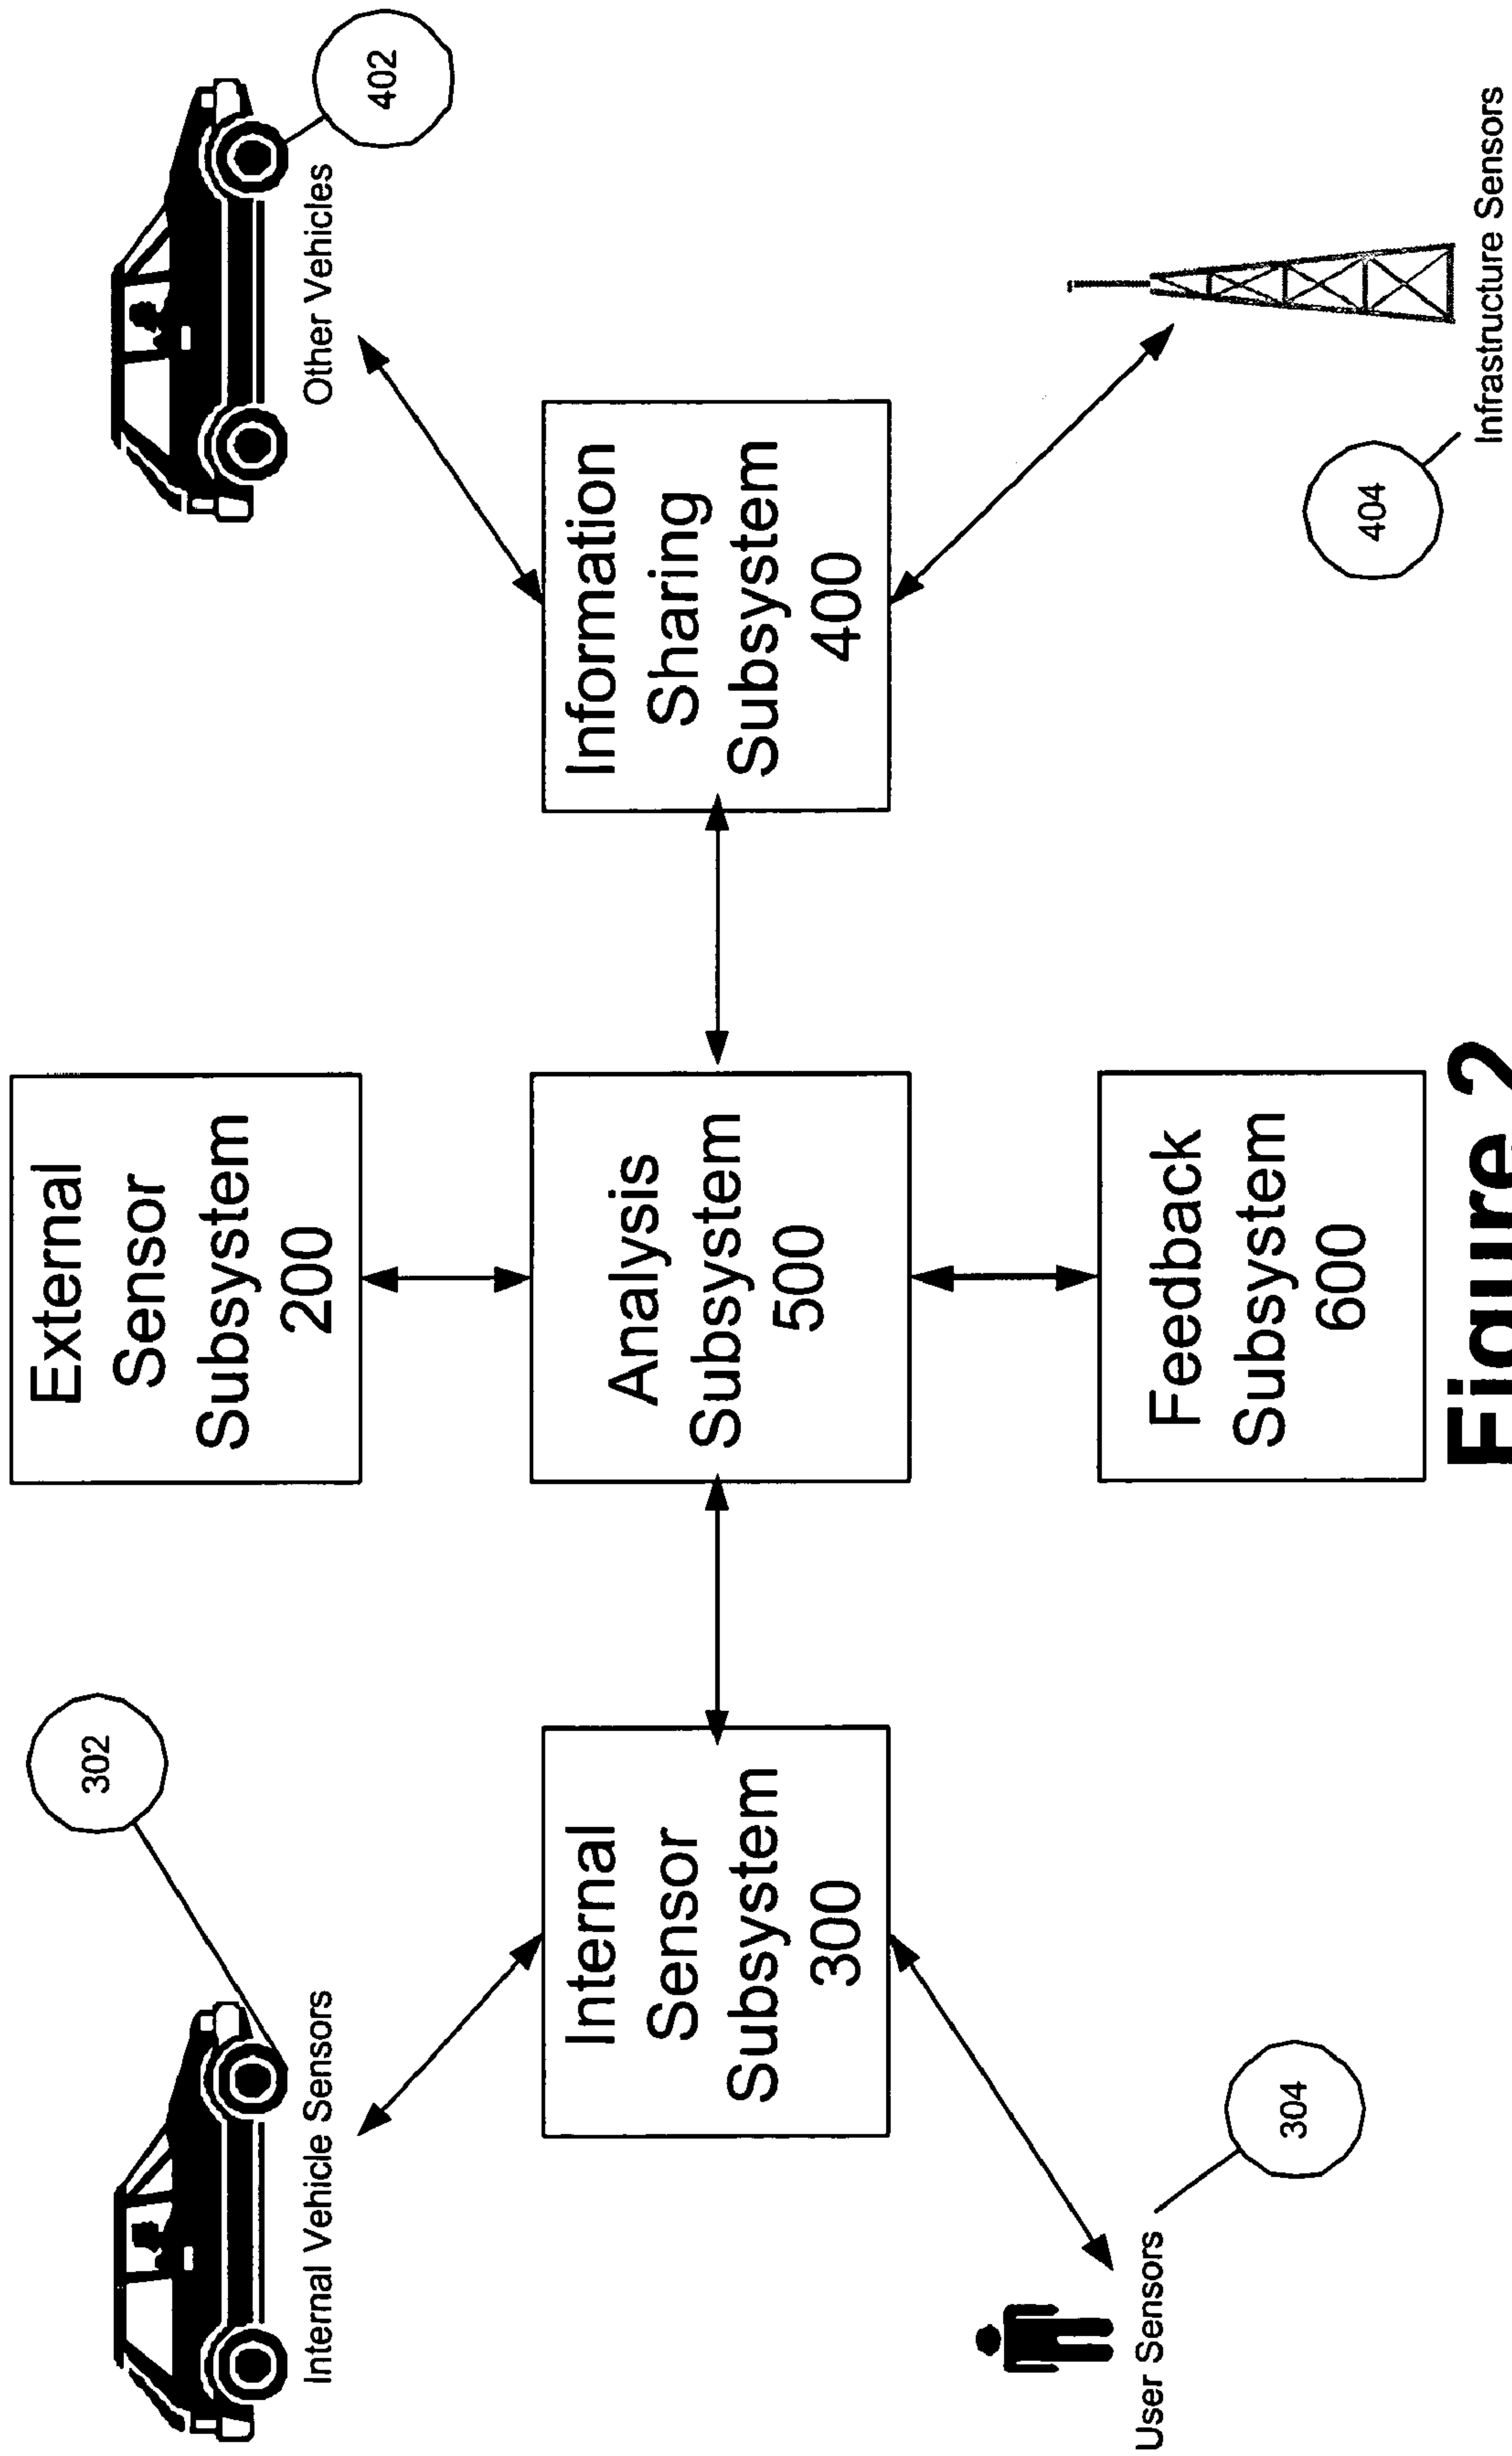 302
External
Sensor
Subsystem
200
402
Internal Vehicle Sensors
Other Vehicles
Internal
Sensor
Subsystem
300
Analysis
Subsystem
500
Information
Sharing
Subsystem
400
User Sensors
304
Feedback
Subsystem
600
404
Infrastructure Sensors
Figure 2